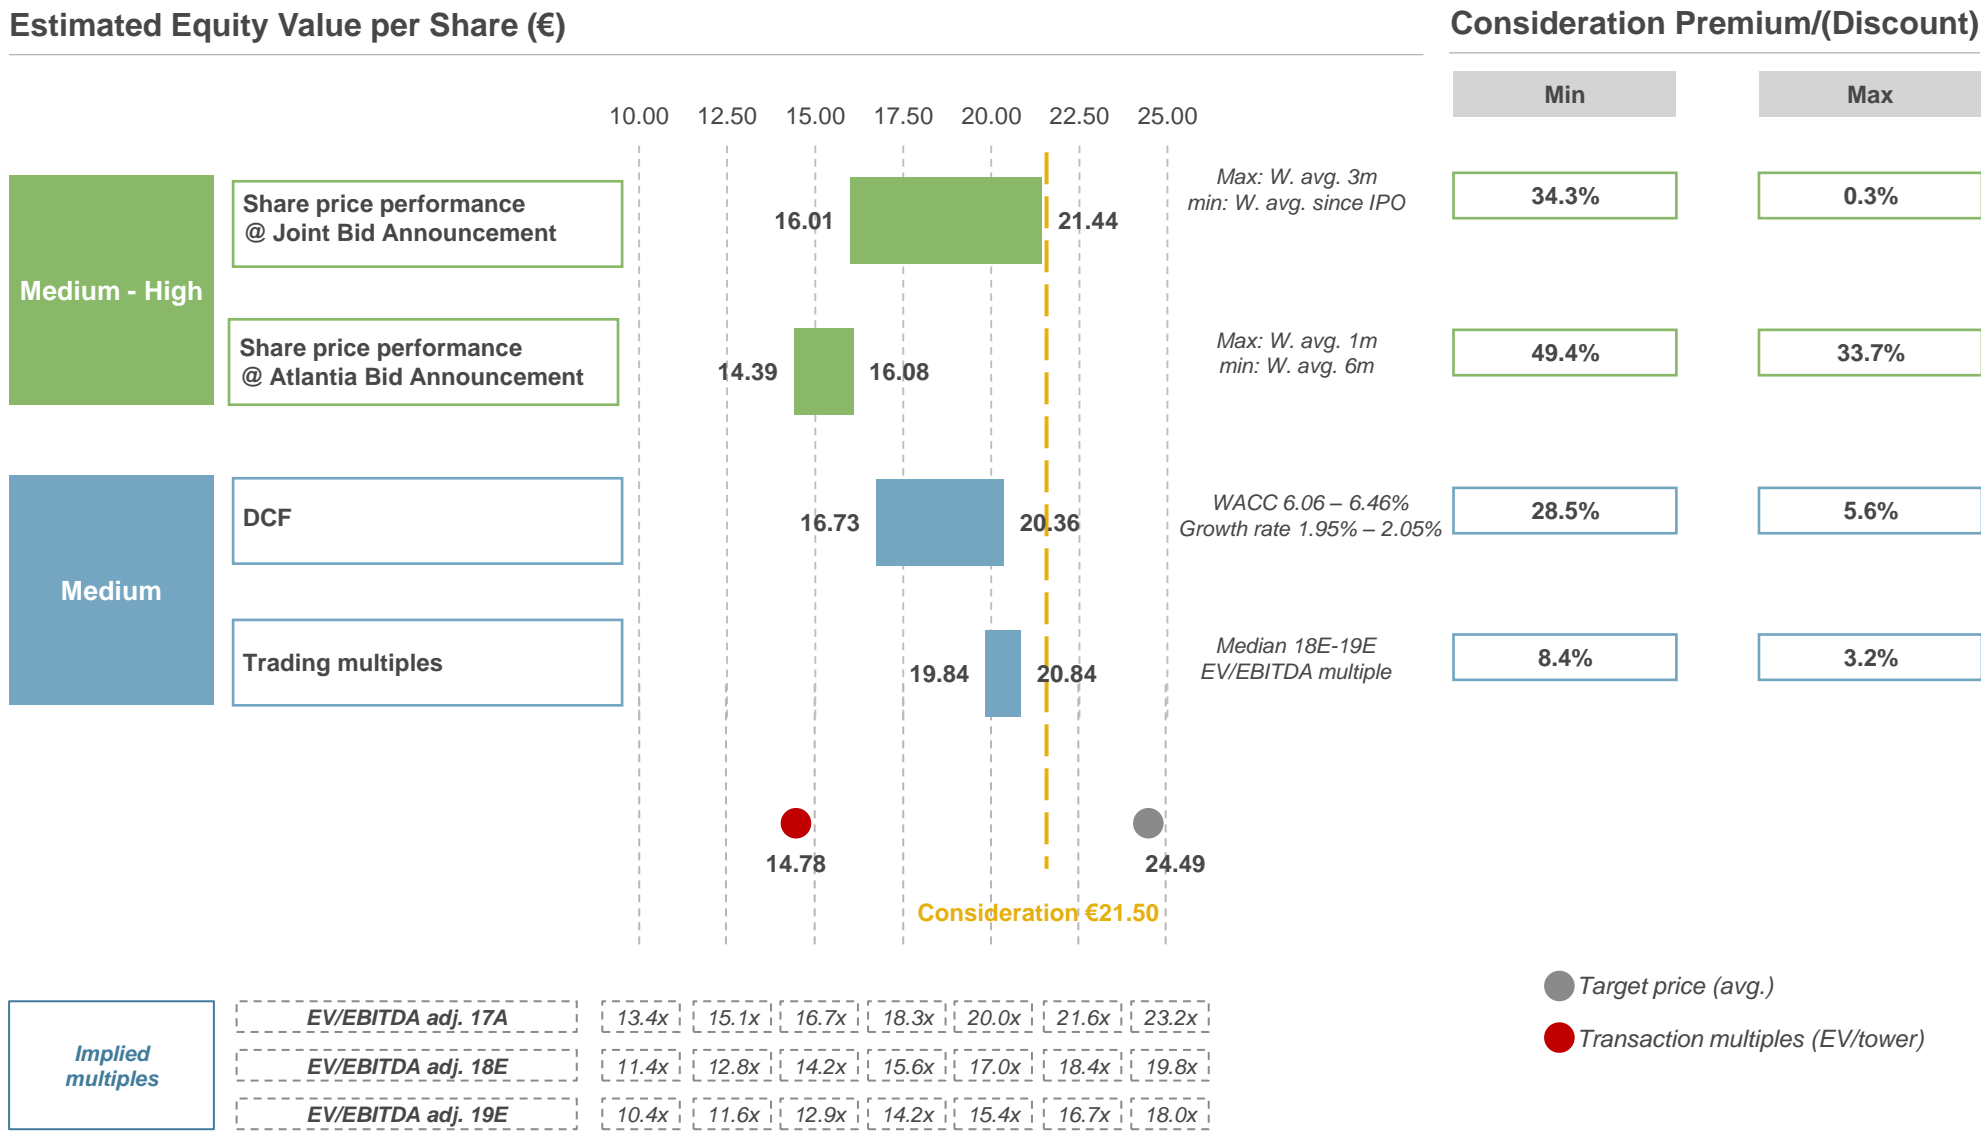 Estimated Equity Value per Share (€)
Consideration Premium/(Discount)
Min
Max
10.00 12.50 15.00 17.50 20.00 22.50 25.00
Medium - High
Share price performance
@ Joint Bid Announcement
16.01
21.44
Max: W. avg. 3m
min: W. avg. since IPO
34.3%
0.3%
Share price performance
@ Atlantia Bid Announcement
14.39
16.08
Max: W. avg. 1m
min: W. avg. 6m
49.4%
33.7%
Medium
DCF
16.73
20.36
WACC 6.06 – 6.46%
Growth rate 1.95% – 2.05%
28.5%
5.6%
Trading multiples
19.84
20.84
Median 18E-19E
EV/EBITDA multiple
8.4%
3.2%
14.78
24.49
Consideration €21.50
Target price (avg.)
Transaction multiples (EV/tower)
Implied
multiples
EV/EBITDA adj. 17A 13.4x 15.1x 16.7x 18.3x 20.0x 21.6x 23.2x
EV/EBITDA adj. 18E 11.4x 12.8x 14.2x 15.6x 17.0x 18.4x 19.8x
EV/EBITDA adj. 19E 10.4x 11.6x 12.9x 14.2x 15.4x 16.7x 18.0x